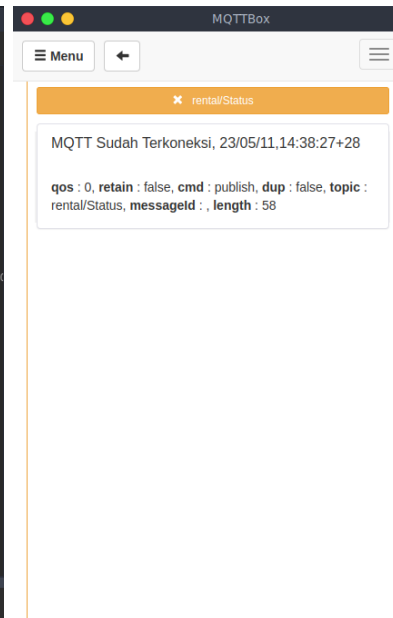 MQTTBox
Menu
rental/Status
MQTT Sudah Terkoneksi, 23/05/11,14:38:27+28
qos : 0, retain : false, cmd : publish, dup : false, topic :
rental/Status, messageId : , length : 58